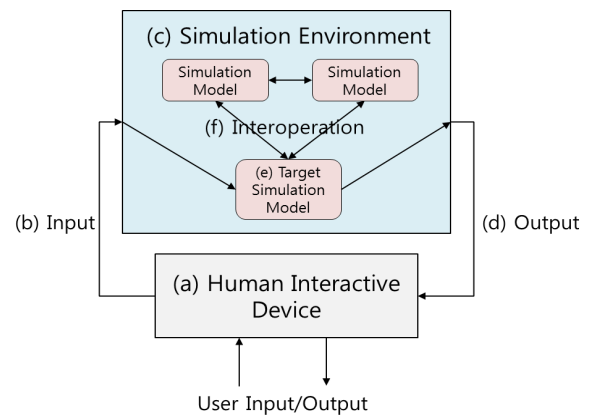 (c) Simulation Environment
Simulation
Model
Simulation
Model
(f) Interoperation
(e) Target
Simulation
Model
(b) Input
(d) Output
(a) Human Interactive
Device
User Input/Output